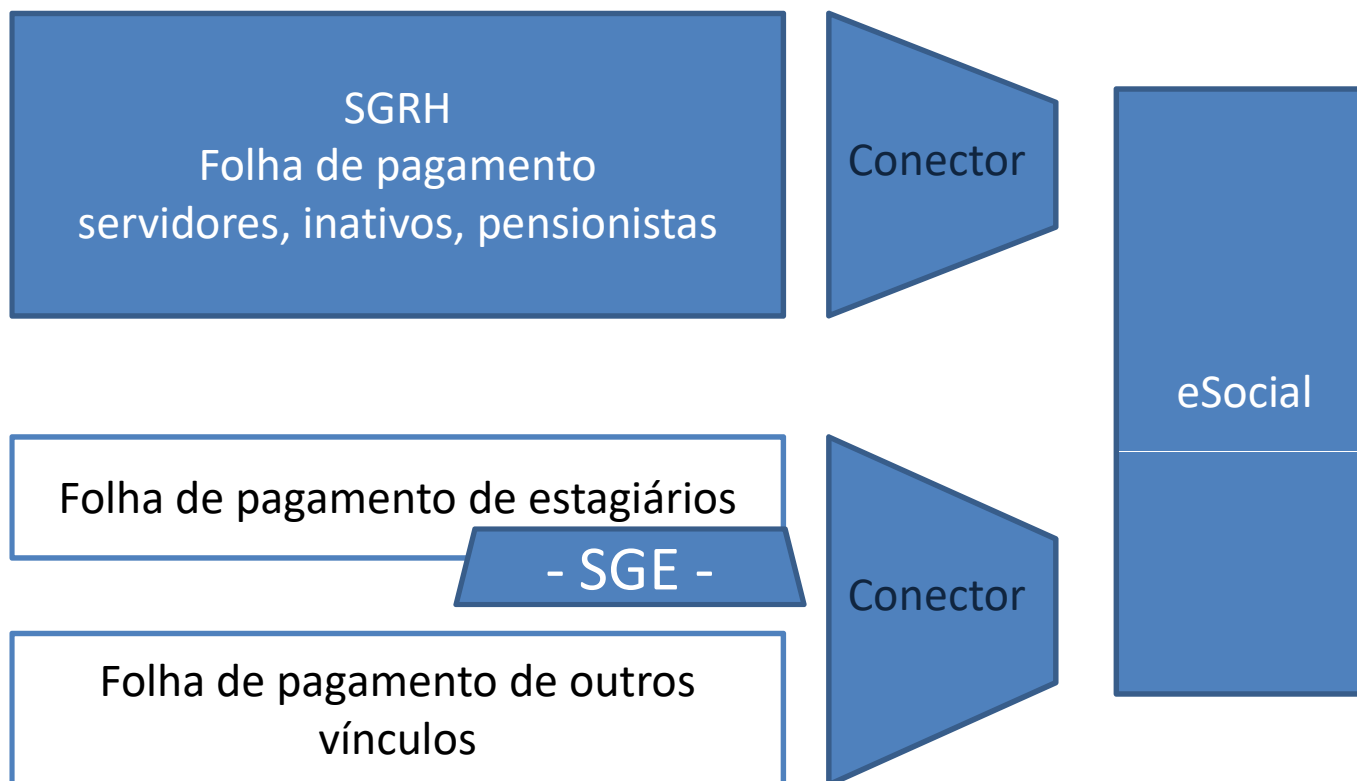 SGRH
Folha de pagamento
servidores, inativos, pensionistas
Conector
eSocial
Folha de pagamento de estagiários
- SGE -
Conector
Folha de pagamento de outros
vínculos